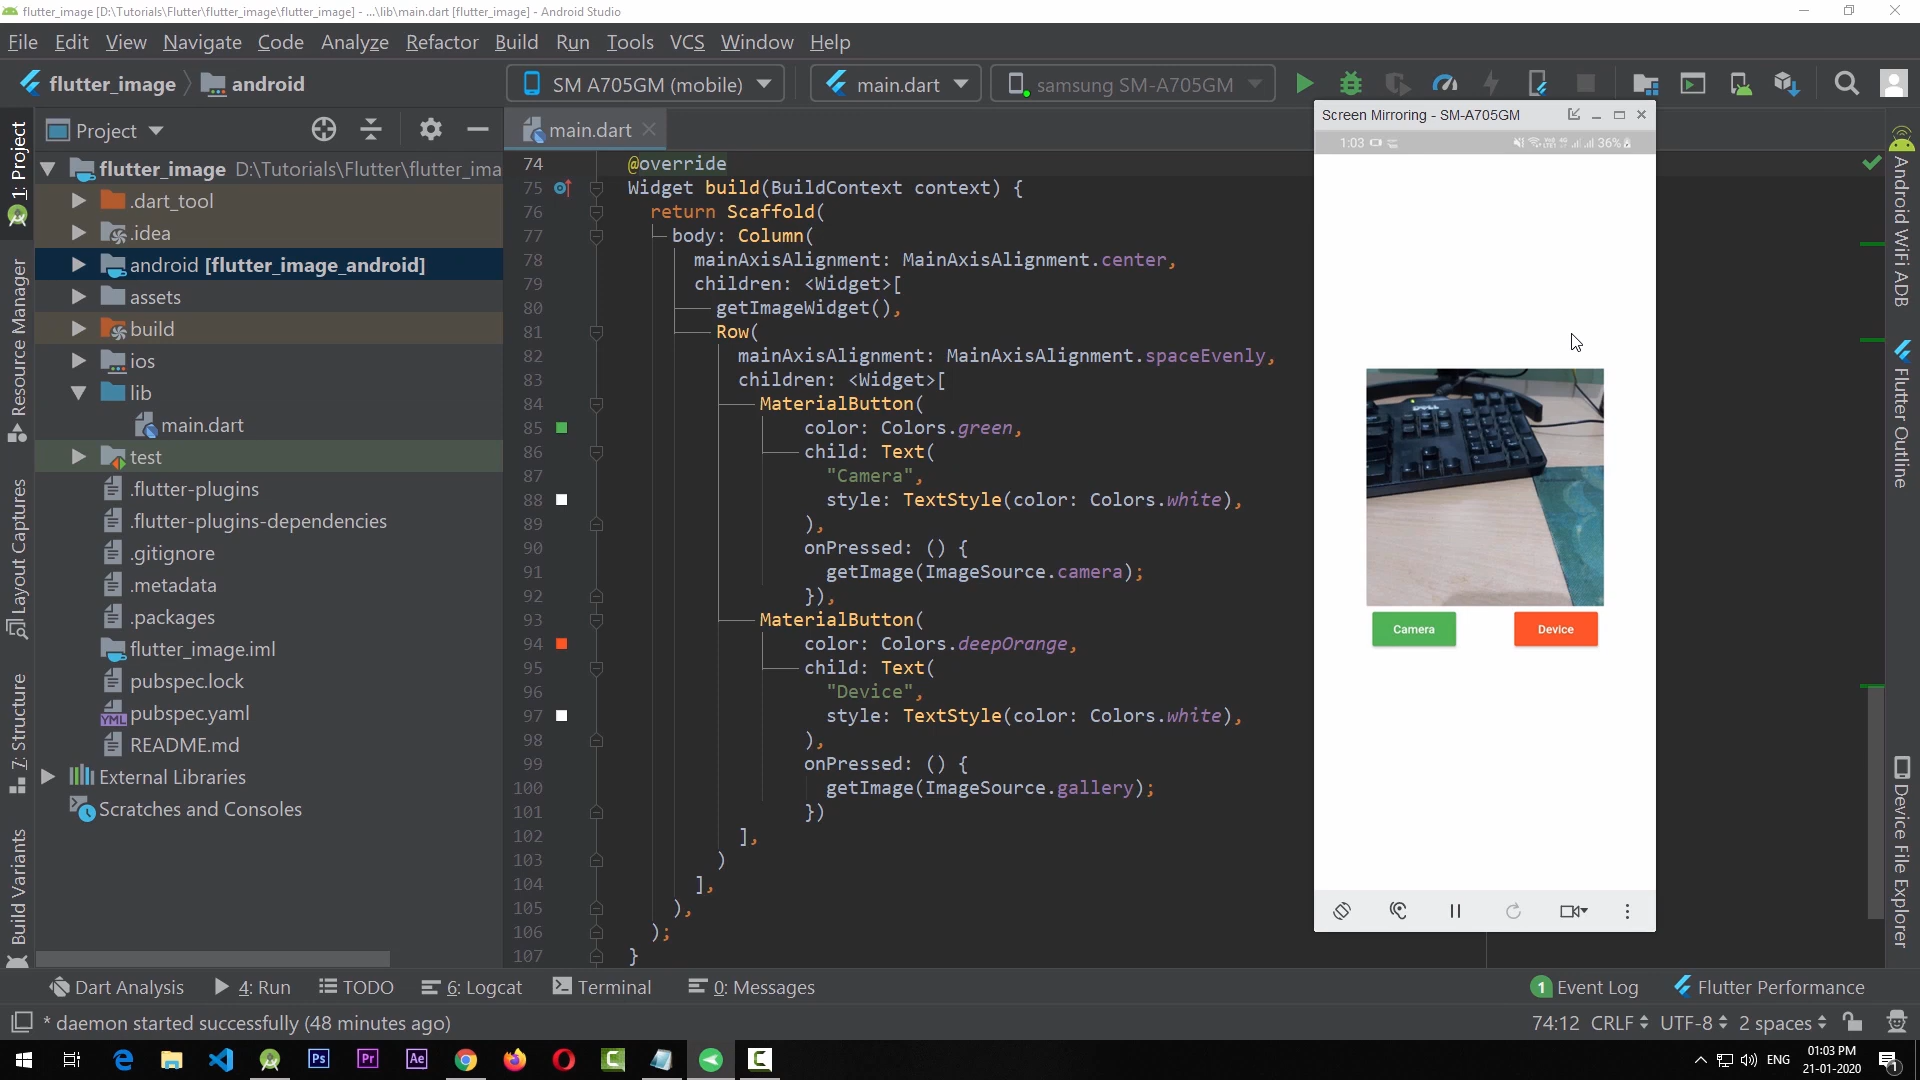 flutter_image [D:\Tutorials\Flutter\flutter_image\flutter_image] - ...\lib\main.dart [flutter_image] - Android Studio
File Edit View Navigate Code Analyze Refactor Build Run Tools VCS Window Help
flutter_image android SM A705GM (mobile) main.dart samsung SM-A705GM
1: Project
Resource Manager
Layout Captures
7: Structure
Build Variants
Project
flutter_image D:\Tutorials\Flutter\flutter_ima
.dart_tool
.idea
android [flutter_image_android]
assets
build
ios
lib
main.dart
test
.flutter-plugins
.flutter-plugins-dependencies
.gitignore
.metadata
.packages
flutter_image.iml
pubspec.lock
YML pubspec.yaml
README.md
External Libraries
Scratches and Consoles
main.dart
74 @override
75 Widget build(BuildContext context) {
76 return Scaffold(
77 body: Column(
78 mainAxisAlignment: MainAxisAlignment.center,
79 children: <Widget>[
80 getImageWidget(),
81 Row(
82 mainAxisAlignment: MainAxisAlignment.spaceEvenly,
83 children: <Widget>[
84 MaterialButton(
85 color: Colors.green,
86 child: Text(
87 "Camera",
88 style: TextStyle(color: Colors.white),
89 ),
90 onPressed: () {
91 getImage(ImageSource.camera);
92 }),
93 MaterialButton(
94 color: Colors.deepOrange,
95 child: Text(
96 "Device",
97 style: TextStyle(color: Colors.white),
98 ),
99 onPressed: () {
100 getImage(ImageSource.gallery);
101 })
102 ],
103 )
104 ],
105 ),
106 );
107 }
Screen Mirroring - SM-A705GM
1:03 36%
DELL
Camera Device
Android WiFi ADB
Flutter Outline
Device File Explorer
Dart Analysis 4: Run TODO 6: Logcat Terminal 0: Messages 1 Event Log Flutter Performance
* daemon started successfully (48 minutes ago) 74:12 CRLF UTF-8 2 spaces
Ps Pr Ae ENG 01:03 PM
21-01-2020 1